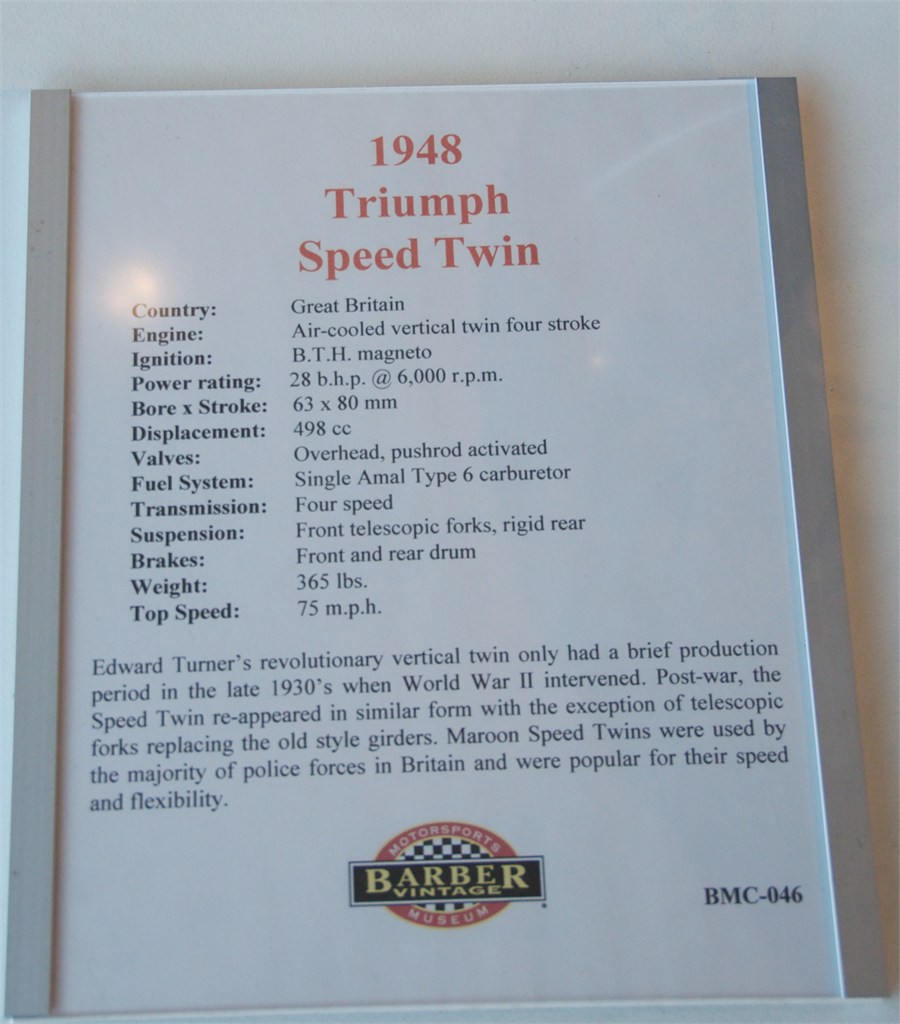 1948
Triumph
Speed Twin
Country: Great Britain
Engine: Air-cooled vertical twin four stroke
Ignition: B.T.H. magneto
Power rating: 28 b.h.p. @ 6,000 r.p.m.
Bore x Stroke: 63 x 80 mm
Displacement: 498 cc
Valves: Overhead, pushrod activated
Fuel System: Single Amal Type 6 carburetor
Transmission: Four speed
Suspension: Front telescopic forks, rigid rear
Brakes: Front and rear drum
Weight: 365 lbs.
Top Speed: 75 m.p.h.
Edward Turner's revolutionary vertical twin only had a brief production
period in the late 1930's when World War II intervened. Post-war, the
Speed Twin re-appeared in similar form with the exception of telescopic
forks replacing the old style girders. Maroon Speed Twins were used by
the majority of police forces in Britain and were popular for their speed
and flexibility.
MOTORSPORTS
BARBER
VINTAGE
MUSEUM
BMC-046